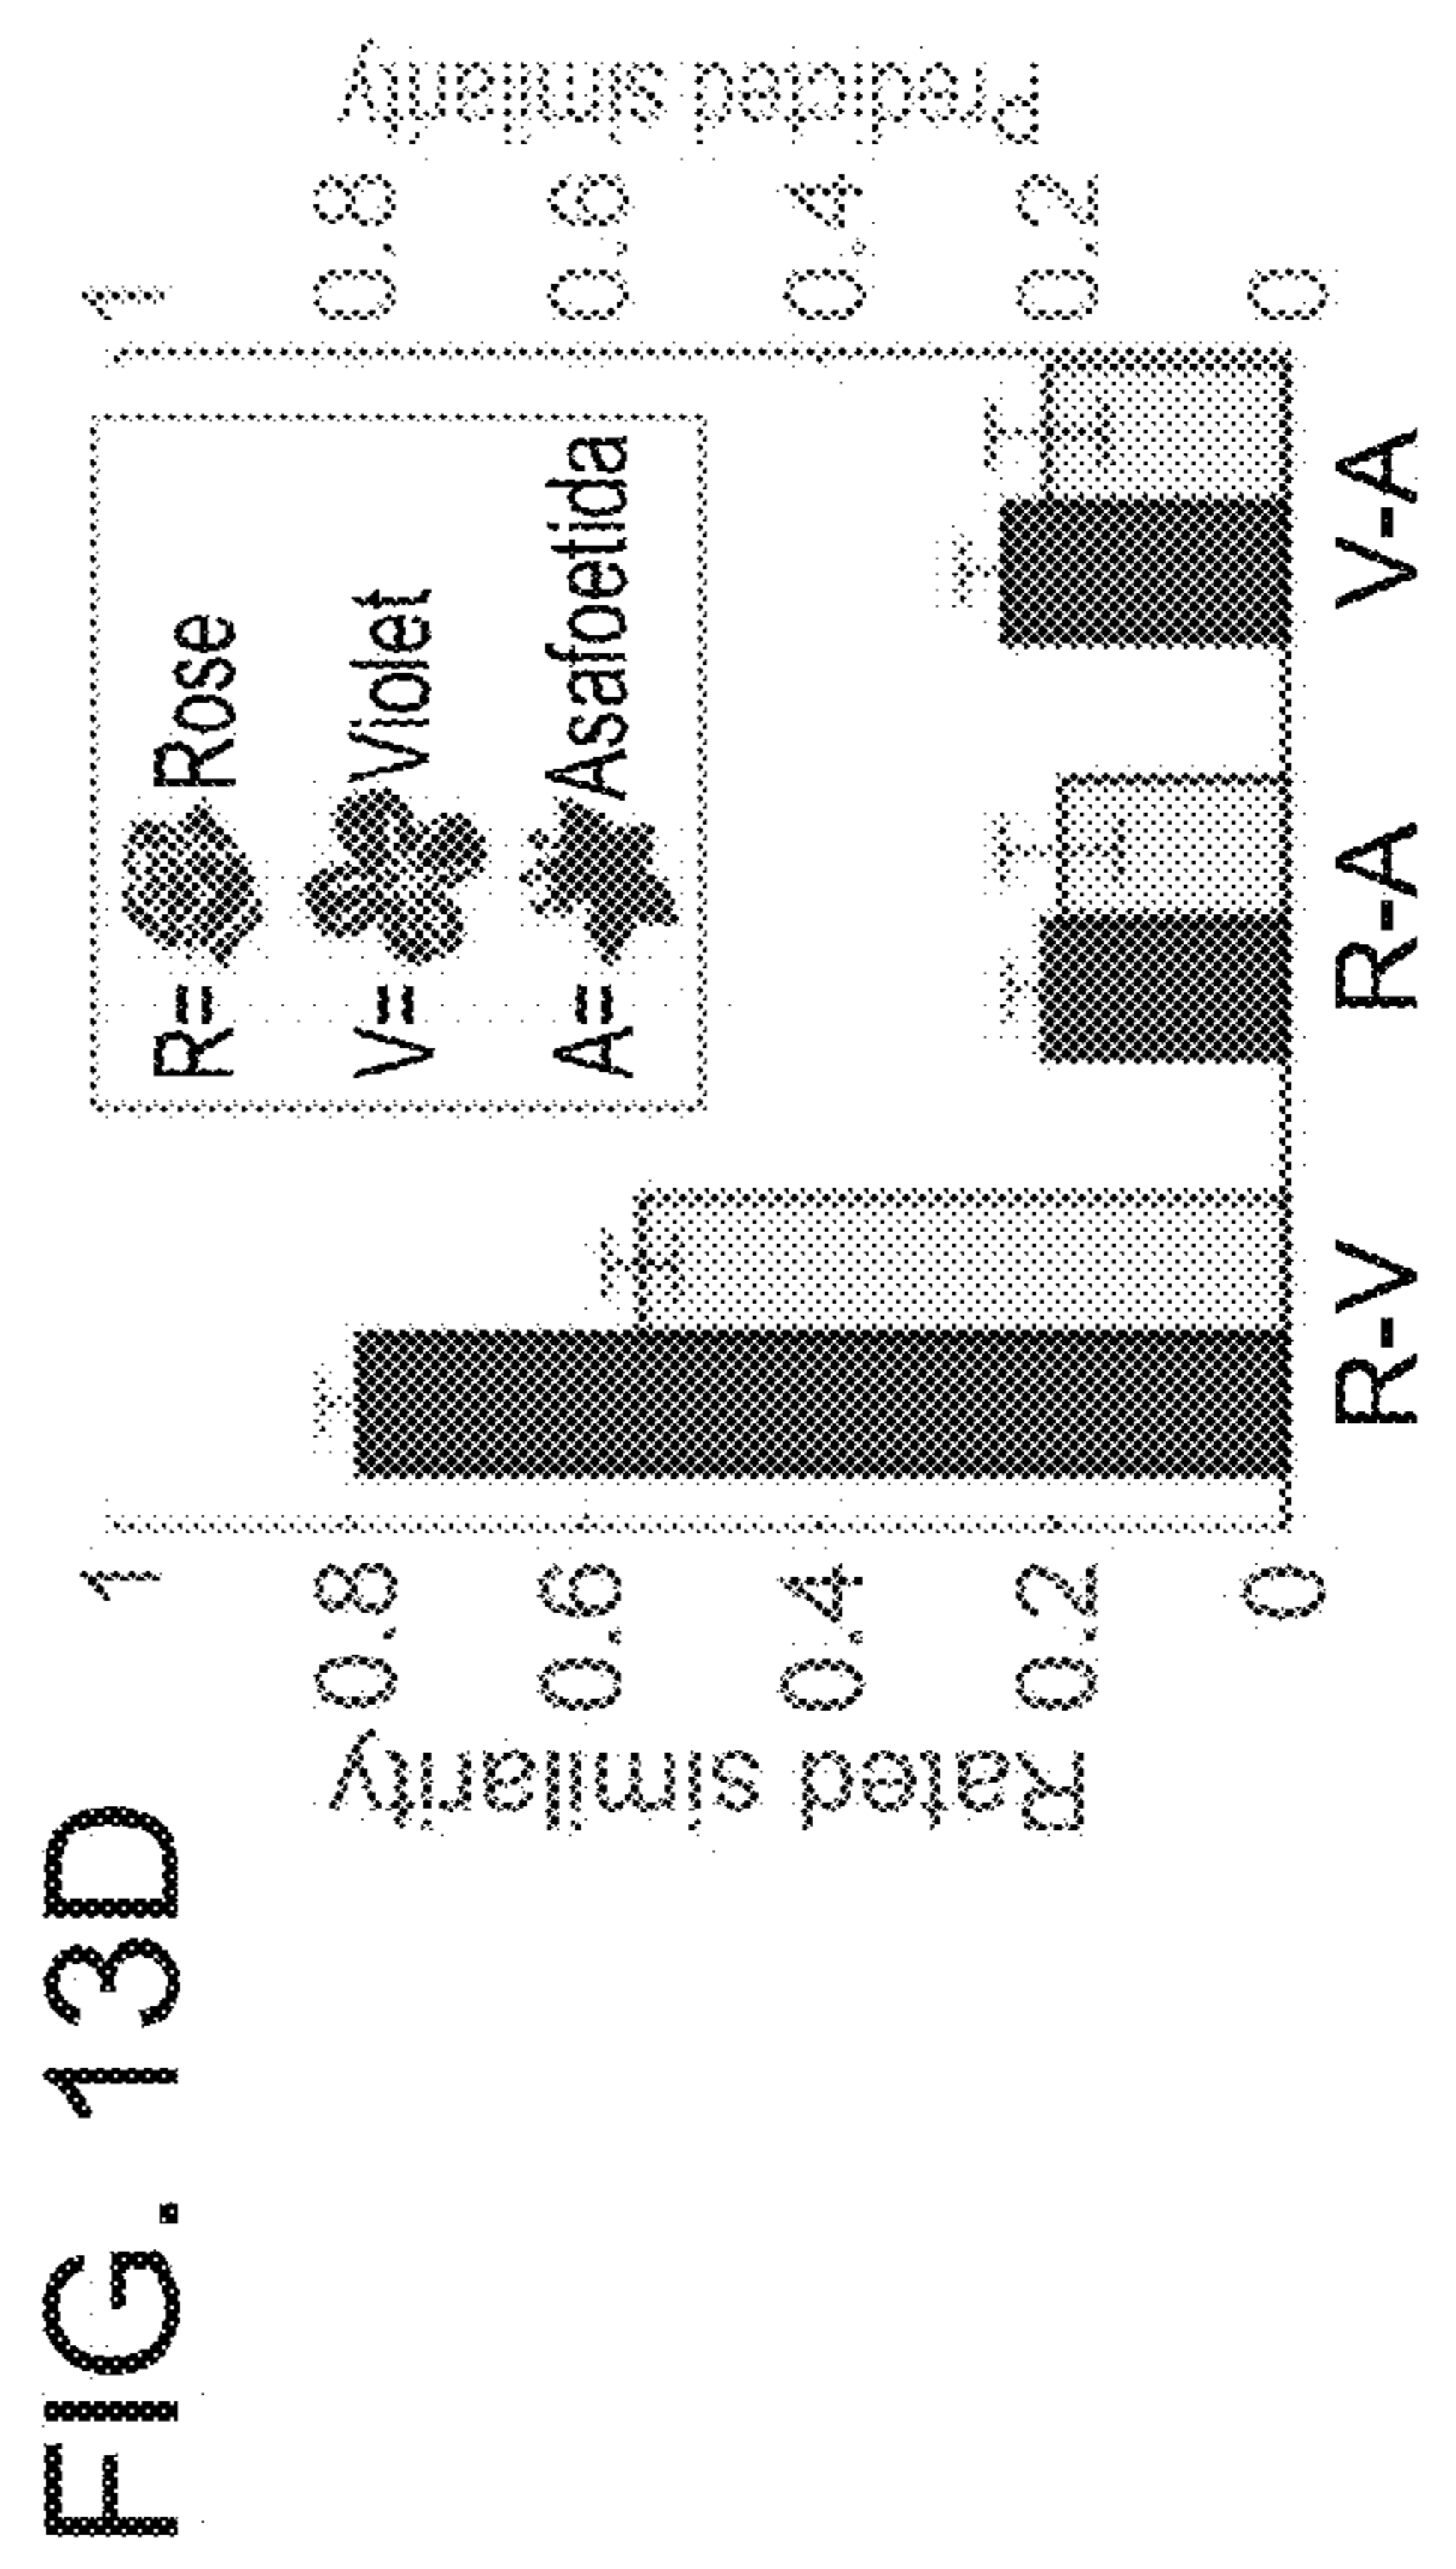 FIG. 13D
Rated similarity
1
0.8
0.6
0.4
0.2
0
R= Rose
V= Violet
A= Asafoetida
1
0.8
0.6
0.4
0.2
0
Predicted similarity
R-V R-A V-A